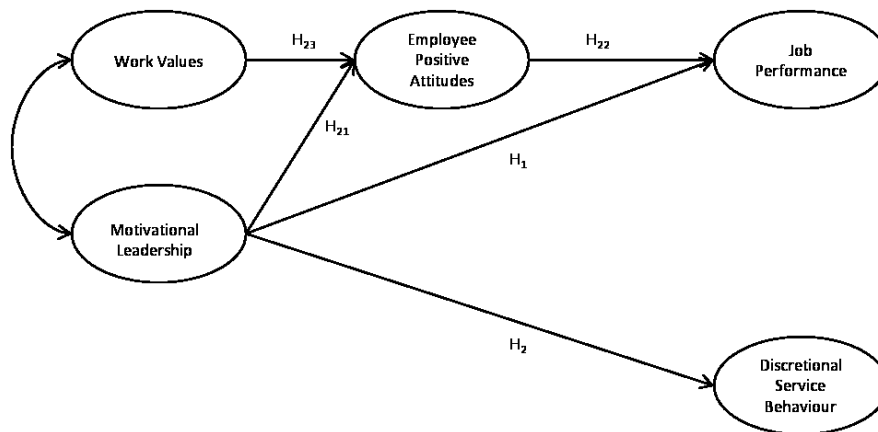 Work Values
H23
Employee
Positive
Attitudes
H22
Job
Performance
H21
H1
Motivational
Leadership
H2
Discretional
Service
Behaviour